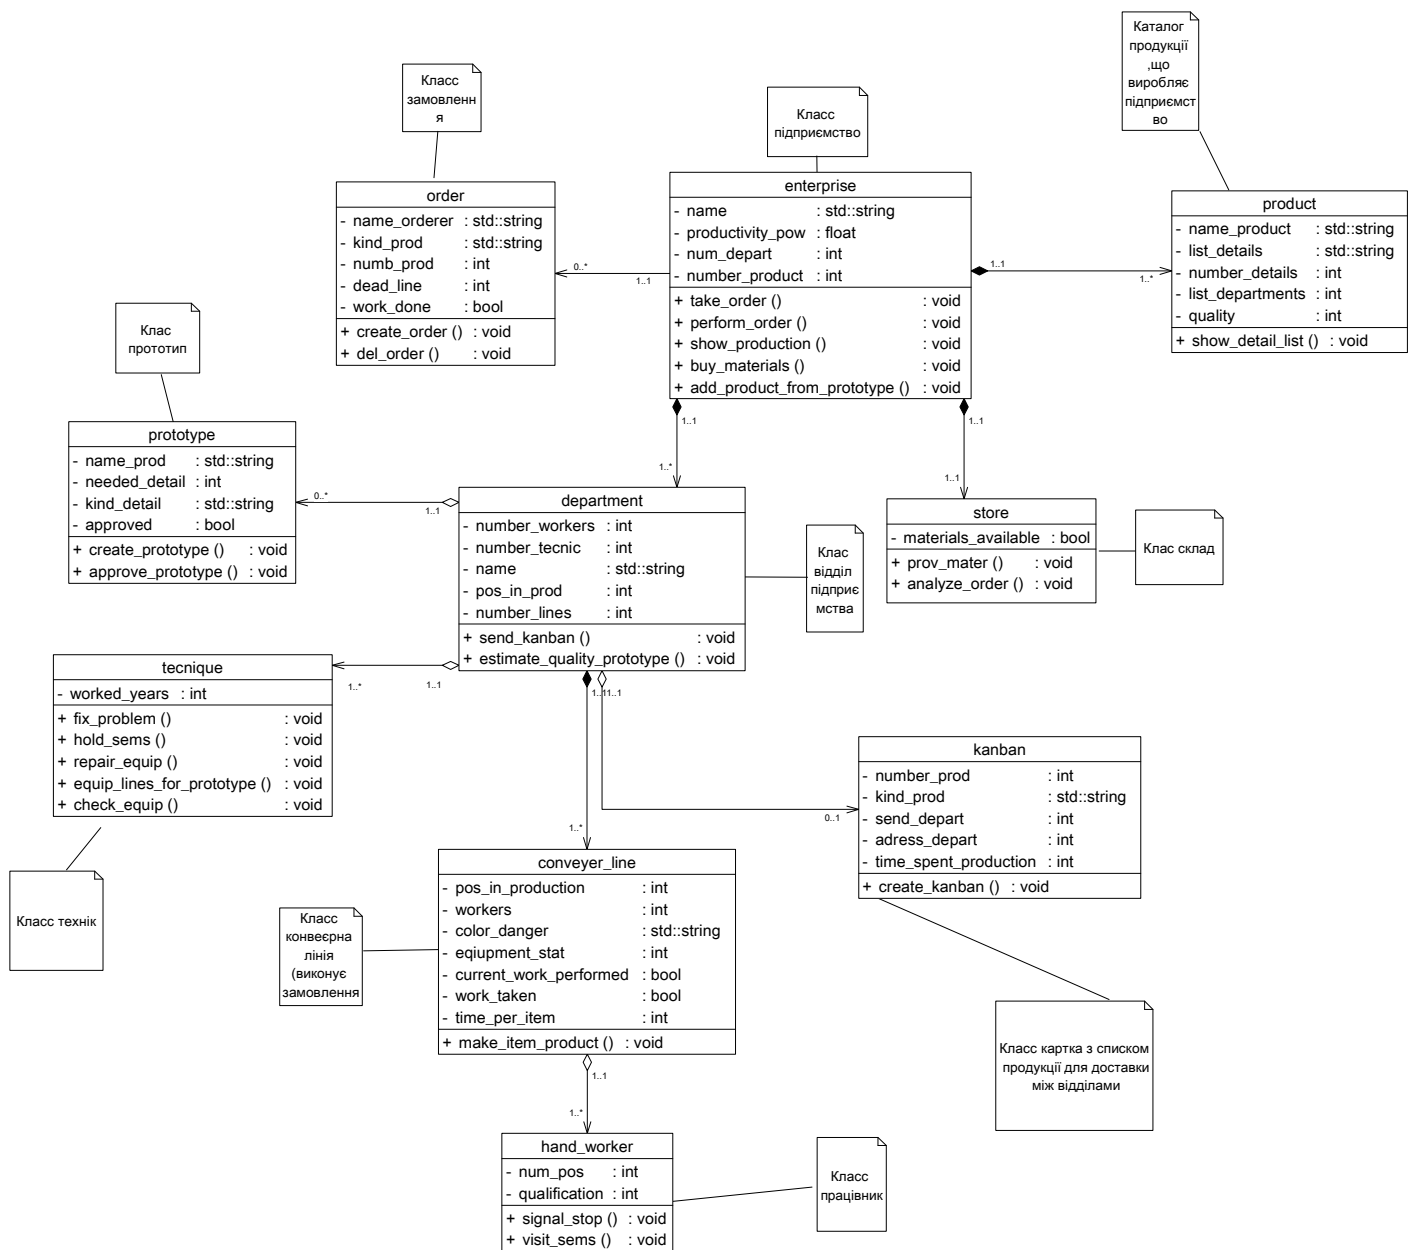 Каталог
продукції
,що
виробляє
підприємст
во
Класс
замовленн
я
Класс
підприємство
order
- name_orderer : std::string
- kind_prod : std::string
- numb_prod : int
- dead_line : int
- work_done : bool
+ create_order () : void
+ del_order () : void
enterprise
- name : std::string
- productivity_pow : float
- num_depart : int
- number_product : int
+ take_order () : void
+ perform_order () : void
+ show_production () : void
+ buy_materials () : void
+ add_product_from_prototype () : void
product
- name_product : std::string
- list_details : std::string
- number_details : int
- list_departments : int
- quality : int
+ show_detail_list () : void
0..*
1..1
1..1
1..*
Клас
прототип
prototype
- name_prod : std::string
- needed_detail : int
- kind_detail : std::string
- approved : bool
+ create_prototype () : void
+ approve_prototype () : void
1..1
1..*
1..1
1..1
0..*
1..1
department
- number_workers : int
- number_tecnic : int
- name : std::string
- pos_in_prod : int
- number_lines : int
+ send_kanban () : void
+ estimate_quality_prototype () : void
Клас
відділ
підприє
мства
store
- materials_available : bool
+ prov_mater () : void
+ analyze_order () : void
Клас склад
tecnique
- worked_years : int
+ fix_problem () : void
+ hold_sems () : void
+ repair_equip () : void
+ equip_lines_for_prototype () : void
+ check_equip () : void
1..*
1..1
1..11..1
1..*
0..1
kanban
- number_prod : int
- kind_prod : std::string
- send_depart : int
- adress_depart : int
- time_spent_production : int
+ create_kanban () : void
Класс технік
conveyer_line
- pos_in_production : int
- workers : int
- color_danger : std::string
- eqiupment_stat : int
- current_work_performed : bool
- work_taken : bool
- time_per_item : int
+ make_item_product () : void
Класс
конвеєрна
лінія
(виконує
замовлення
Класс картка з списком
продукції для доставки
між відділами
1..1
1..*
hand_worker
- num_pos : int
- qualification : int
+ signal_stop () : void
+ visit_sems () : void
Класс
працівник